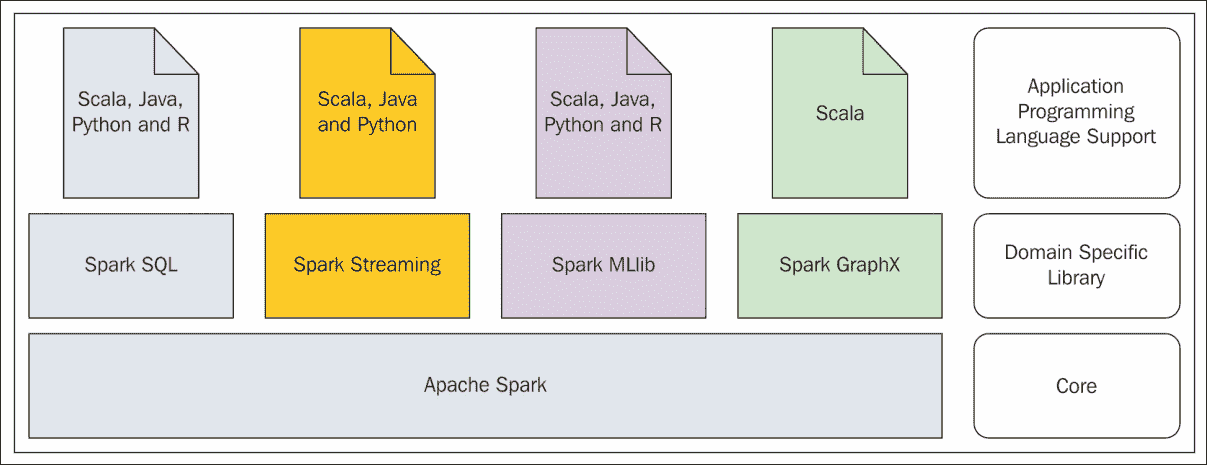 Scala, Java,
Python and R
Scala, Java
and Python
Scala, Java,
Python and R
Scala
Application
Programming
Language Support
Spark SQL
Spark Streaming
Spark MLlib
Spark GraphX
Domain Specific
Library
Apache Spark
Core